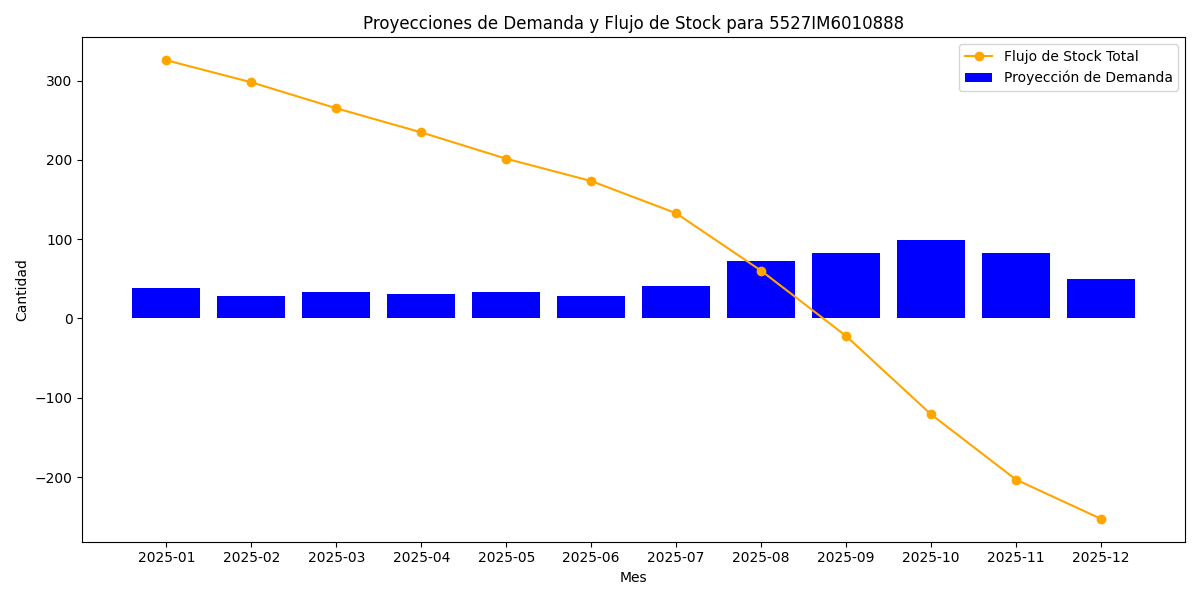 Proyecciones de Demanda y Flujo de Stock para 5527IM6010888
Flujo de Stock Total
Proyección de Demanda
Cantidad
300
200
100
0
−100
−200
2025-01 2025-02 2025-03 2025-04 2025-05 2025-06 2025-07 2025-08 2025-09 2025-10 2025-11 2025-12
Mes